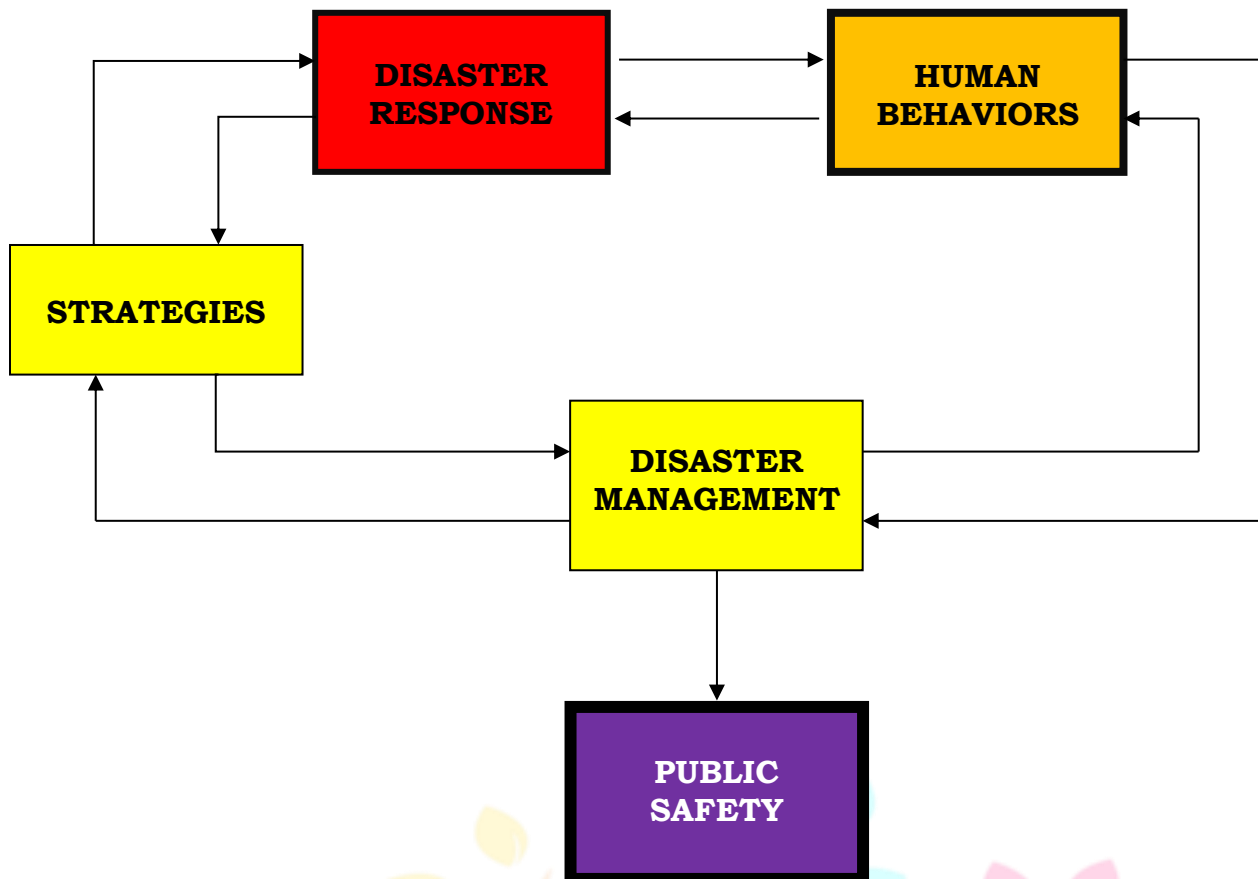 DISASTER
RESPONSE
HUMAN
BEHAVIORS
STRATEGIES
DISASTER
MANAGEMENT
PUBLIC
SAFETY